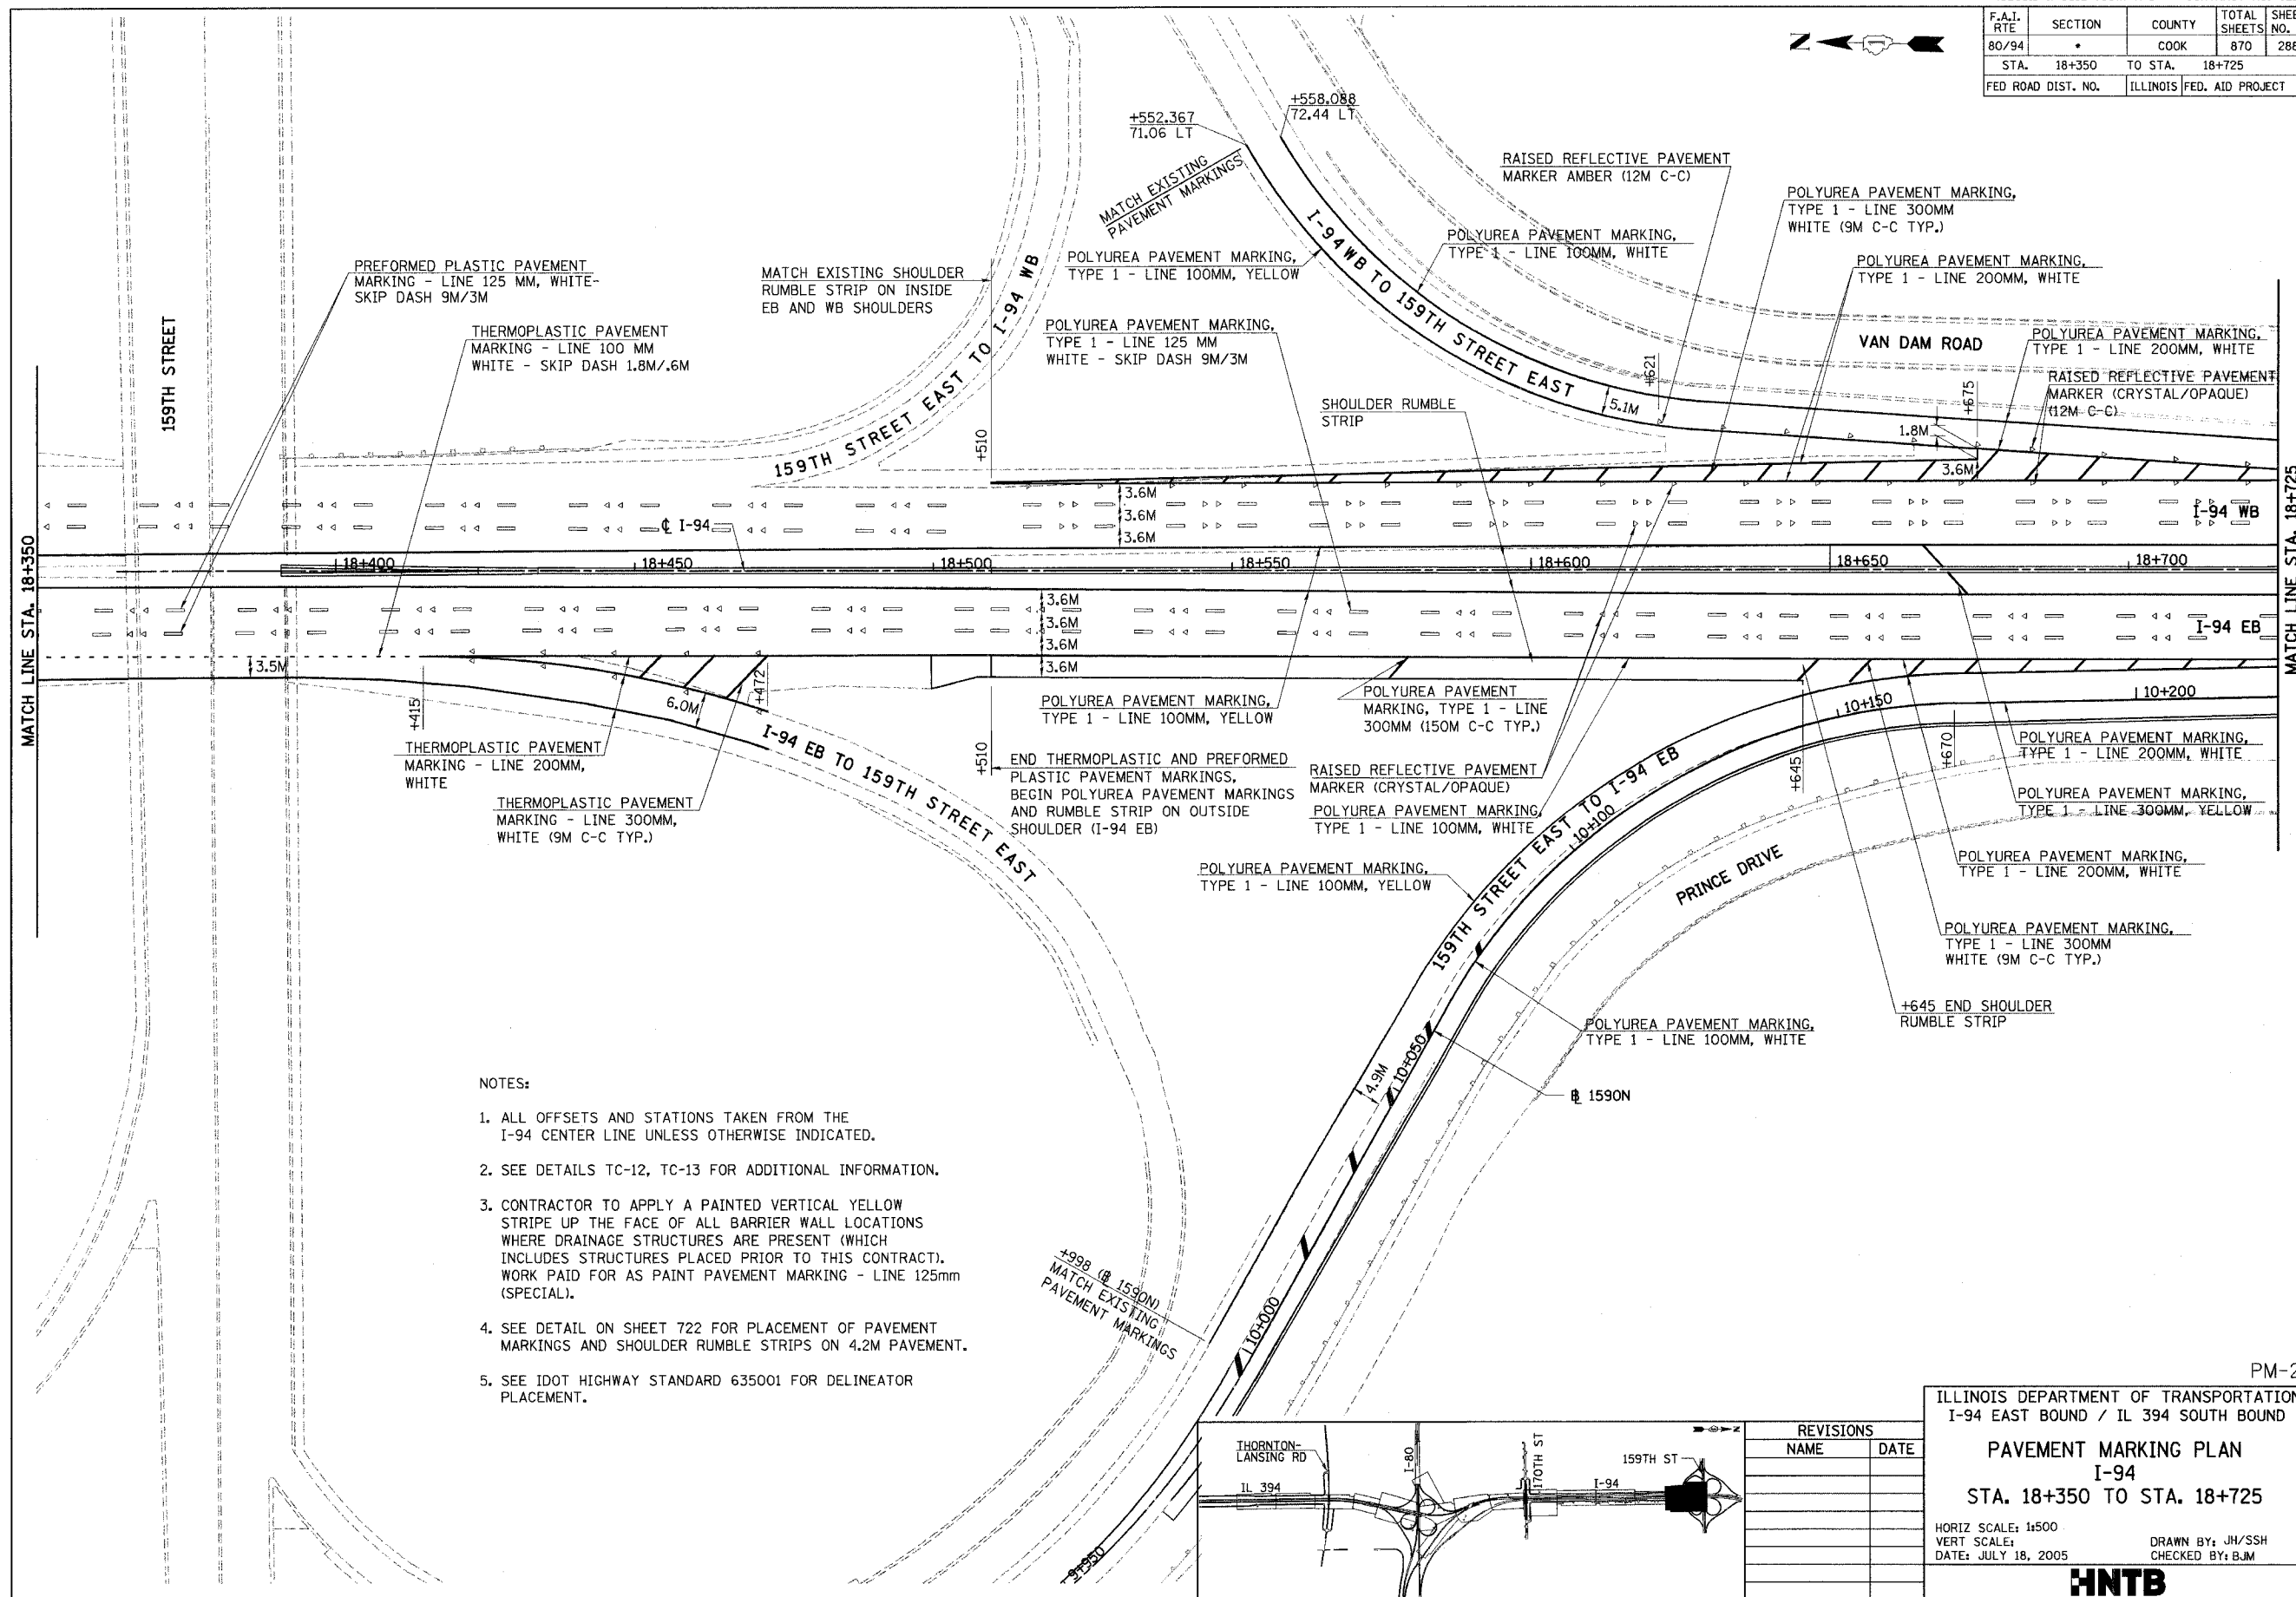 F.A.I. RTE
SECTION
COUNTY
TOTAL SHEETS
80/94
*
COOK
870
STA. 18+350 TO STA. 18+725
FED ROAD DIST. NO.
ILLINOIS
FED. AID PROJECT
Z
+558.088
72.44 LT
+552.367
71.06 LT
MATCH EXISTING
PAVEMENT MARKINGS
RAISED REFLECTIVE PAVEMENT
MARKER AMBER (12M C-C)
POLYUREA PAVEMENT MARKING,
TYPE 1 - LINE 300MM
WHITE (9M C-C TYP.)
POLYUREA PAVEMENT MARKING,
TYPE 1 - LINE 100MM, WHITE
POLYUREA PAVEMENT MARKING,
TYPE 1 - LINE 200MM, WHITE
PREFORMED PLASTIC PAVEMENT
MARKING - LINE 125 MM, WHITE-
SKIP DASH 9M/3M
MATCH EXISTING SHOULDER
RUMBLE STRIP ON INSIDE
EB AND WB SHOULDERS
POLYUREA PAVEMENT MARKING,
TYPE 1 - LINE 100MM, YELLOW
159TH STREET
THERMOPLASTIC PAVEMENT
MARKING - LINE 100 MM
WHITE - SKIP DASH 1.8M/.6M
POLYUREA PAVEMENT MARKING,
TYPE 1 - LINE 125 MM
WHITE - SKIP DASH 9M/3M
I-94 WB TO 159TH STREET EAST
159TH STREET EAST TO I-94 WB
VAN DAM ROAD
POLYUREA PAVEMENT MARKING,
TYPE 1 - LINE 200MM, WHITE
RAISED REFLECTIVE PAVEMENT
MARKER (CRYSTAL/OPAQUE)
(12M C-C)
SHOULDER RUMBLE
STRIP
5.1M
+621
+675
1.8M
3.6M
+510
3.6M
3.6M
3.6M
℄ I-94
I-94 WB
18+400
18+450
18+500
18+550
18+600
18+650
18+700
MATCH LINE STA. 18+350
MATCH LINE STA. 18+725
3.6M
3.6M
3.6M
3.6M
I-94 EB
3.5M
+415
+472
6.0M
I-94 EB TO 159TH STREET EAST
THERMOPLASTIC PAVEMENT
MARKING - LINE 200MM,
WHITE
THERMOPLASTIC PAVEMENT
MARKING - LINE 300MM,
WHITE (9M C-C TYP.)
POLYUREA PAVEMENT MARKING,
TYPE 1 - LINE 100MM, YELLOW
+510
END THERMOPLASTIC AND PREFORMED
PLASTIC PAVEMENT MARKINGS,
BEGIN POLYUREA PAVEMENT MARKINGS
AND RUMBLE STRIP ON OUTSIDE
SHOULDER (I-94 EB)
POLYUREA PAVEMENT
MARKING, TYPE 1 - LINE
300MM (150M C-C TYP.)
RAISED REFLECTIVE PAVEMENT
MARKER (CRYSTAL/OPAQUE)
POLYUREA PAVEMENT MARKING,
TYPE 1 - LINE 100MM, WHITE
POLYUREA PAVEMENT MARKING,
TYPE 1 - LINE 100MM, YELLOW
159TH STREET EAST TO I-94 EB
10+200
10+150
10+100
10+050
10+000
9+950
+645
+670
POLYUREA PAVEMENT MARKING,
TYPE 1 - LINE 200MM, WHITE
POLYUREA PAVEMENT MARKING,
TYPE 1 - LINE 300MM, YELLOW
POLYUREA PAVEMENT MARKING,
TYPE 1 - LINE 200MM, WHITE
PRINCE DRIVE
POLYUREA PAVEMENT MARKING,
TYPE 1 - LINE 300MM
WHITE (9M C-C TYP.)
+645 END SHOULDER
RUMBLE STRIP
POLYUREA PAVEMENT MARKING,
TYPE 1 - LINE 100MM, WHITE
4.9M
B 159ON
+998 (B 159ON)
MATCH EXISTING
PAVEMENT MARKINGS
NOTES:
1. ALL OFFSETS AND STATIONS TAKEN FROM THE
I-94 CENTER LINE UNLESS OTHERWISE INDICATED.
2. SEE DETAILS TC-12, TC-13 FOR ADDITIONAL INFORMATION.
3. CONTRACTOR TO APPLY A PAINTED VERTICAL YELLOW
STRIPE UP THE FACE OF ALL BARRIER WALL LOCATIONS
WHERE DRAINAGE STRUCTURES ARE PRESENT (WHICH
INCLUDES STRUCTURES PLACED PRIOR TO THIS CONTRACT).
WORK PAID FOR AS PAINT PAVEMENT MARKING - LINE 125mm
(SPECIAL).
4. SEE DETAIL ON SHEET 722 FOR PLACEMENT OF PAVEMENT
MARKINGS AND SHOULDER RUMBLE STRIPS ON 4.2M PAVEMENT.
5. SEE IDOT HIGHWAY STANDARD 635001 FOR DELINEATOR
PLACEMENT.
THORNTON-
LANSING RD
IL 394
I-80
170TH ST
I-94
159TH ST
Z
REVISIONS
NAME DATE
PM-2
ILLINOIS DEPARTMENT OF TRANSPORTATION
I-94 EAST BOUND / IL 394 SOUTH BOUND
PAVEMENT MARKING PLAN
I-94
STA. 18+350 TO STA. 18+725
HORIZ SCALE: 1:500
VERT SCALE:
DATE: JULY 18, 2005
DRAWN BY: JH/SSH
CHECKED BY: BJM
HNTB